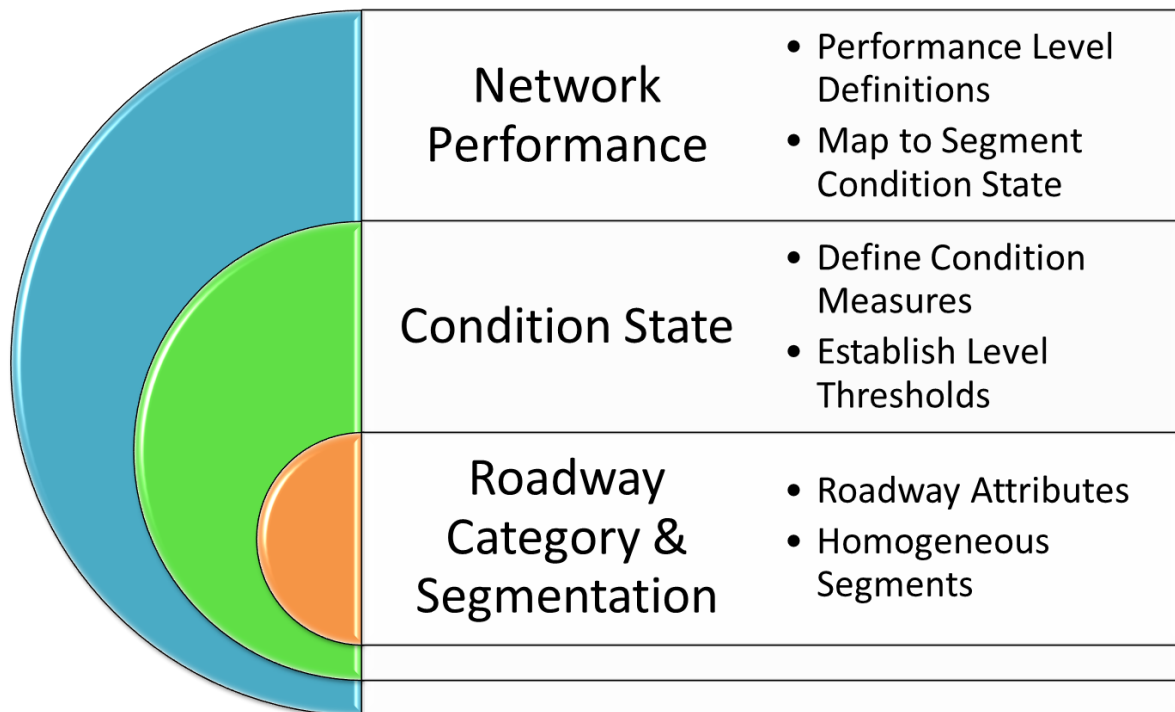 Network
Performance
• Performance Level
Definitions
• Map to Segment
Condition State
Condition State
• Define Condition
Measures
• Establish Level
Thresholds
Roadway
Category &
Segmentation
• Roadway Attributes
• Homogeneous
Segments